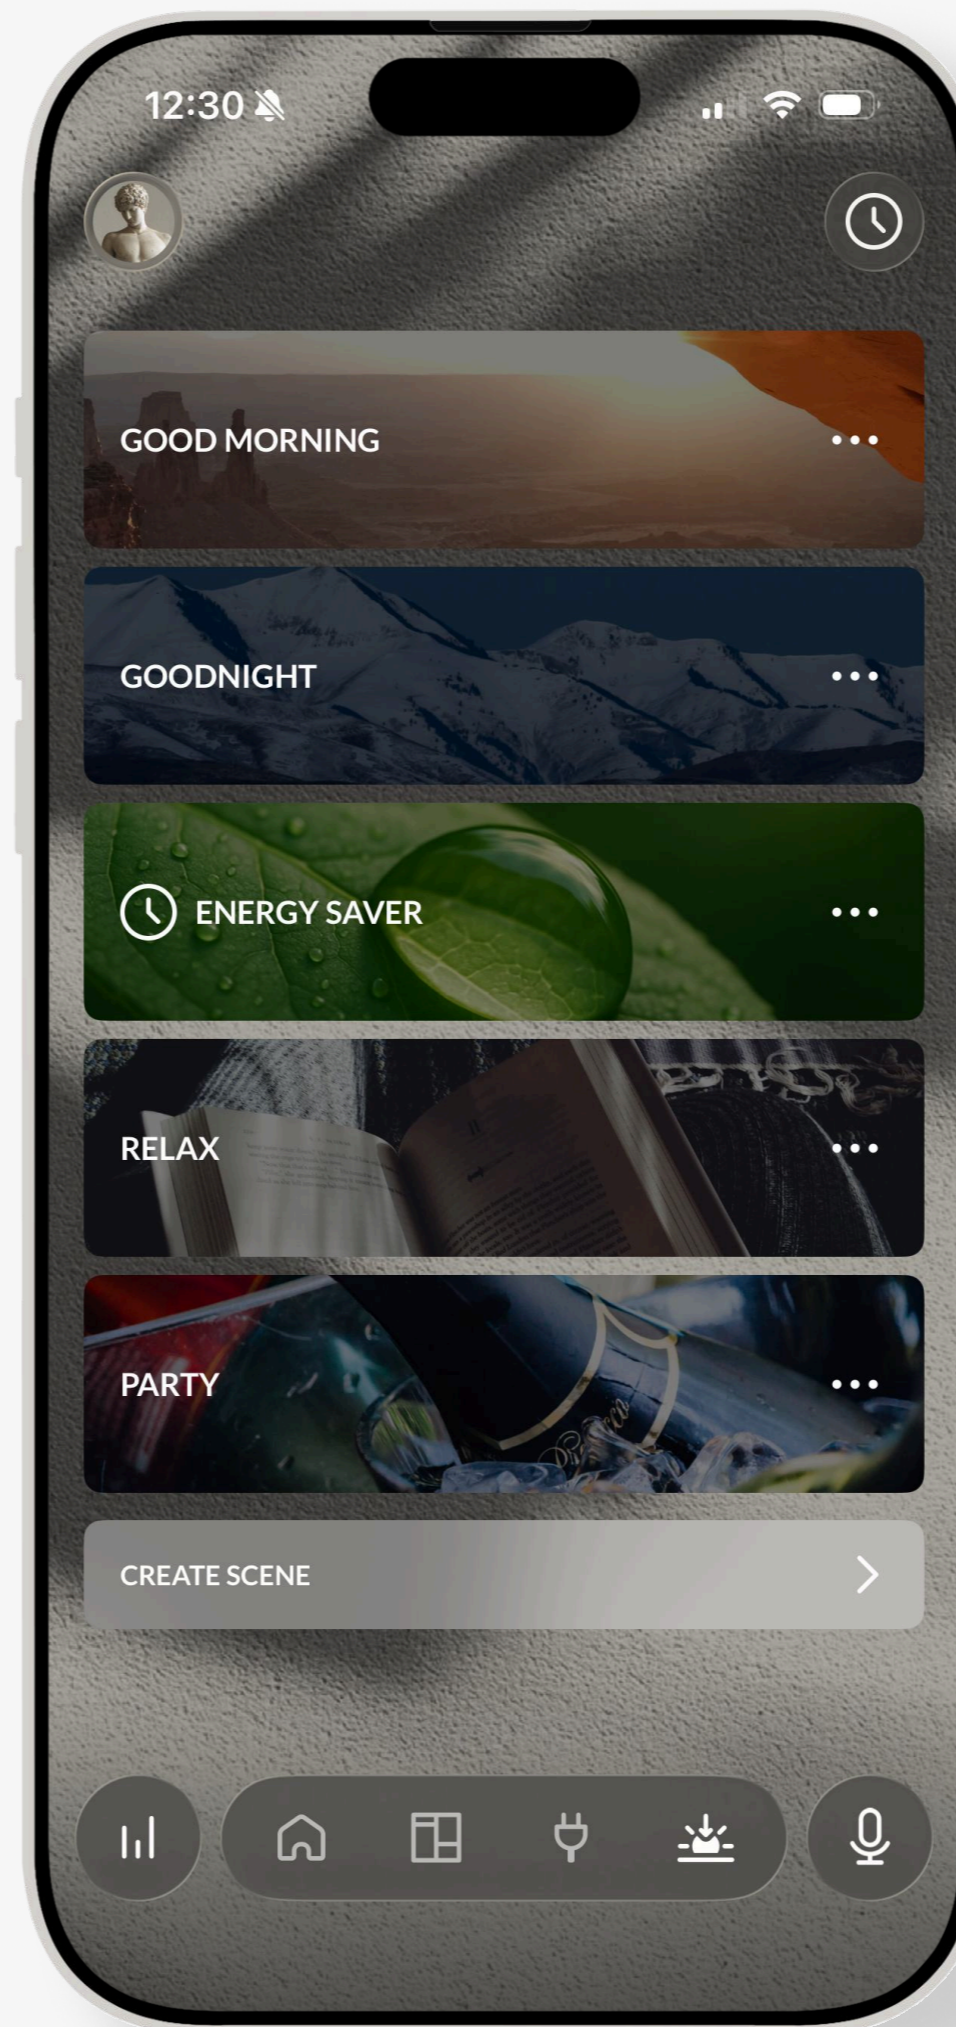 12:30
GOOD MORNING
GOODNIGHT
ENERGY SAVER
RELAX
PARTY
CREATE SCENE